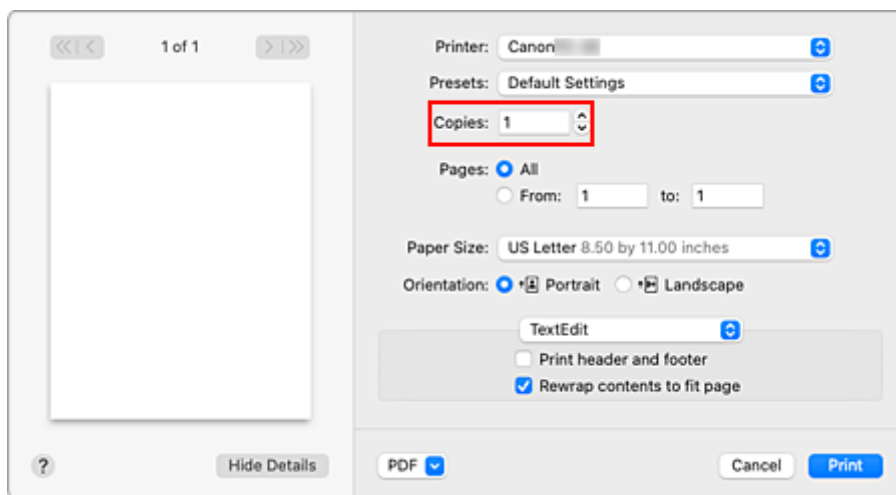 1 of 1
Printer: Canon
Presets: Default Settings
Copies: 1
Pages: All
From: 1 to: 1
Paper Size: US Letter 8.50 by 11.00 inches
Orientation: Portrait Landscape
TextEdit
Print header and footer
Rewrap contents to fit page
? Hide Details PDF Cancel Print